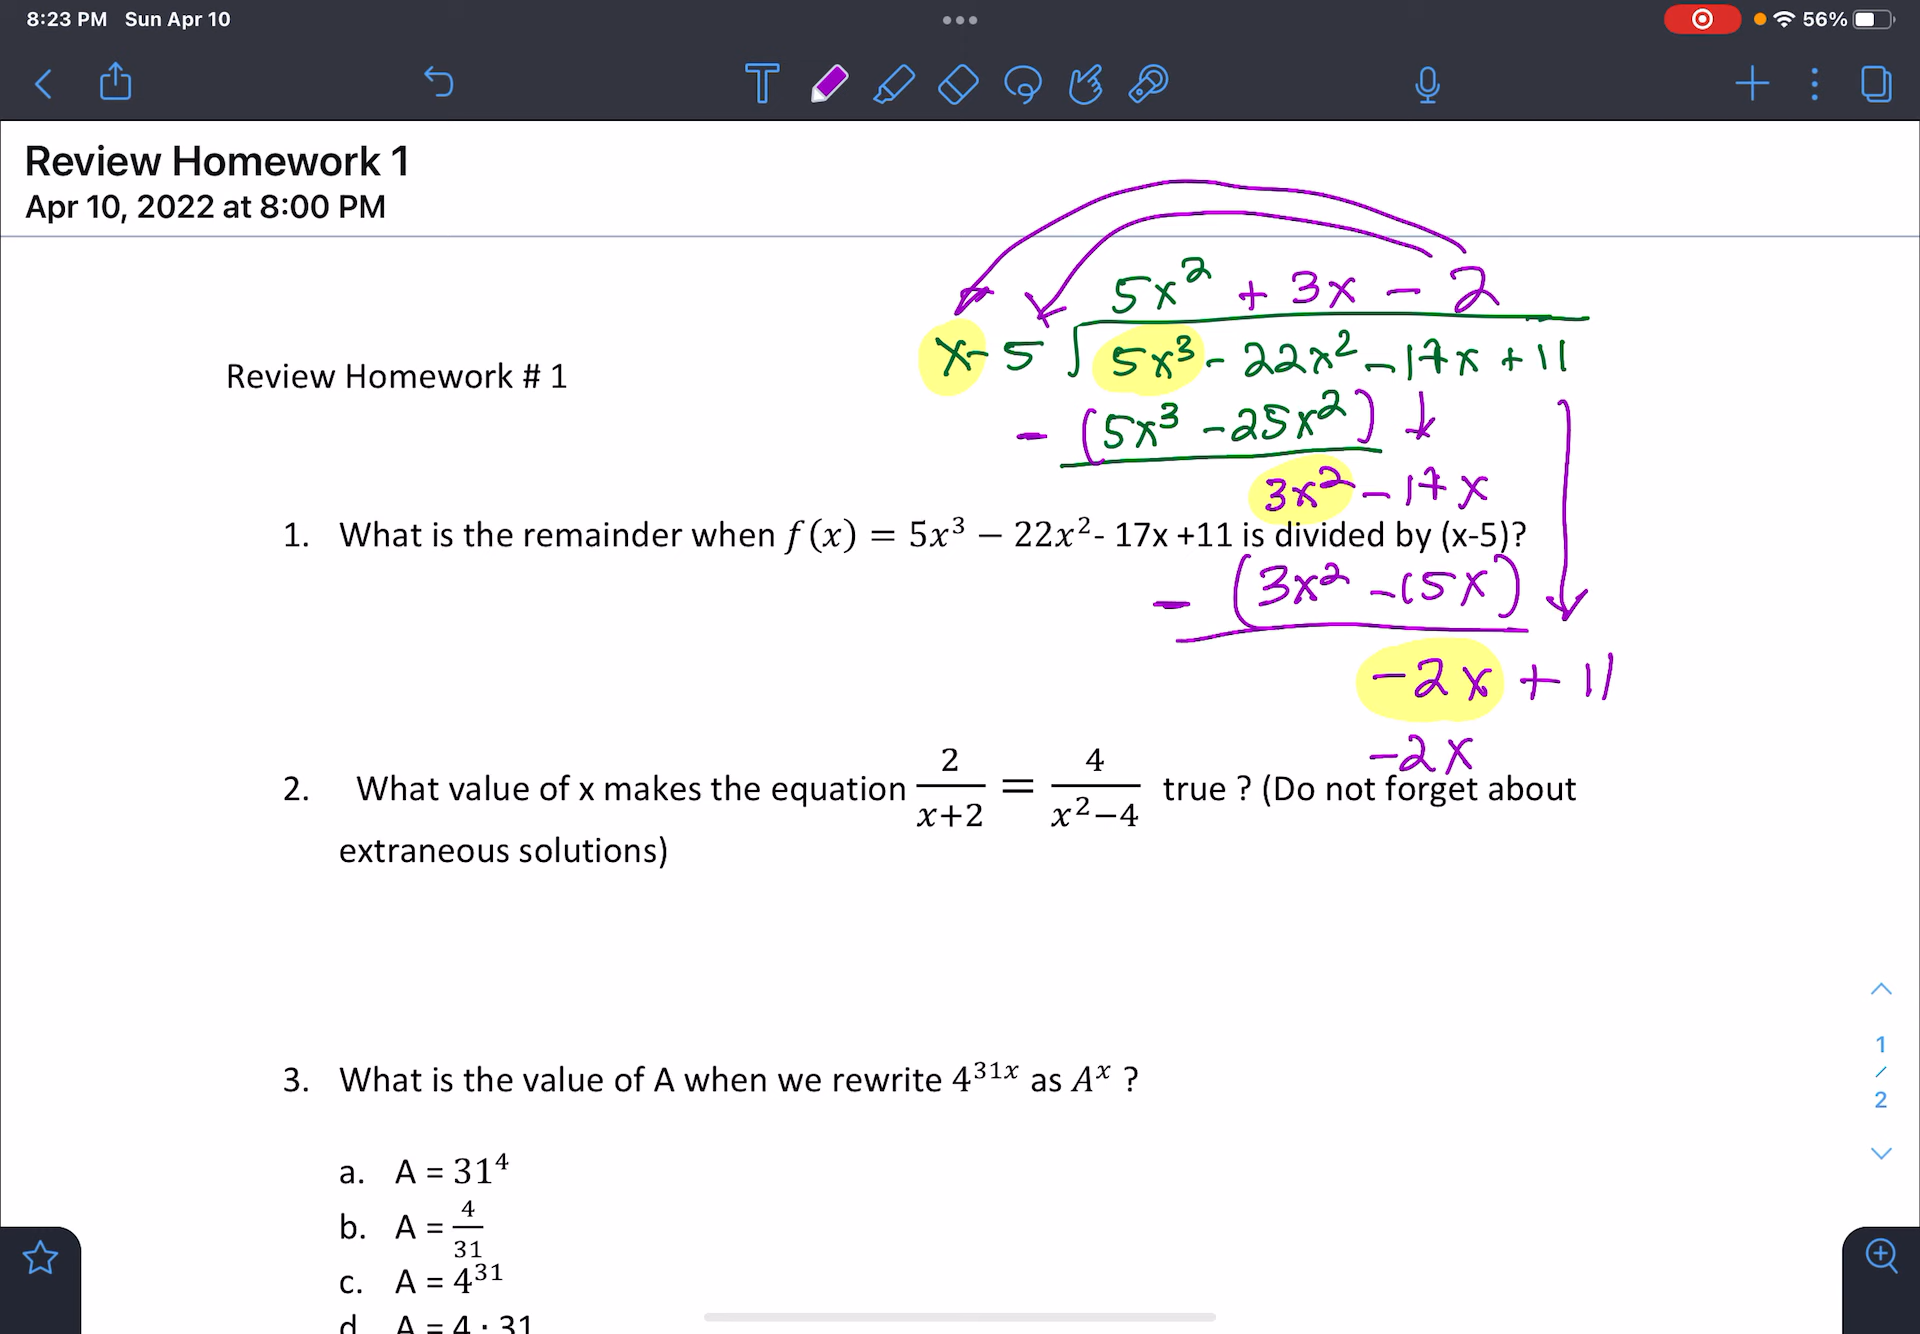 8:23 PM Sun Apr 10
56%
Review Homework 1
Apr 10, 2022 at 8:00 PM
5x² + 3x - 2
x - 5 ⟌ 5x³ - 22x² - 17x + 11
- (5x³ - 25x²)
3x² - 17x
- (3x² - 15x)
-2x + 11
-2x
Review Homework # 1
1. What is the remainder when f(x) = 5x³ − 22x²- 17x +11 is divided by (x-5)?
2. What value of x makes the equation 2/(x+2) = 4/(x²−4) true ? (Do not forget about
extraneous solutions)
3. What is the value of A when we rewrite 4³¹ˣ as Aˣ ?
a. A = 31⁴
b. A = 4/31
c. A = 4³¹
d. A = 4 · 31
1 / 2